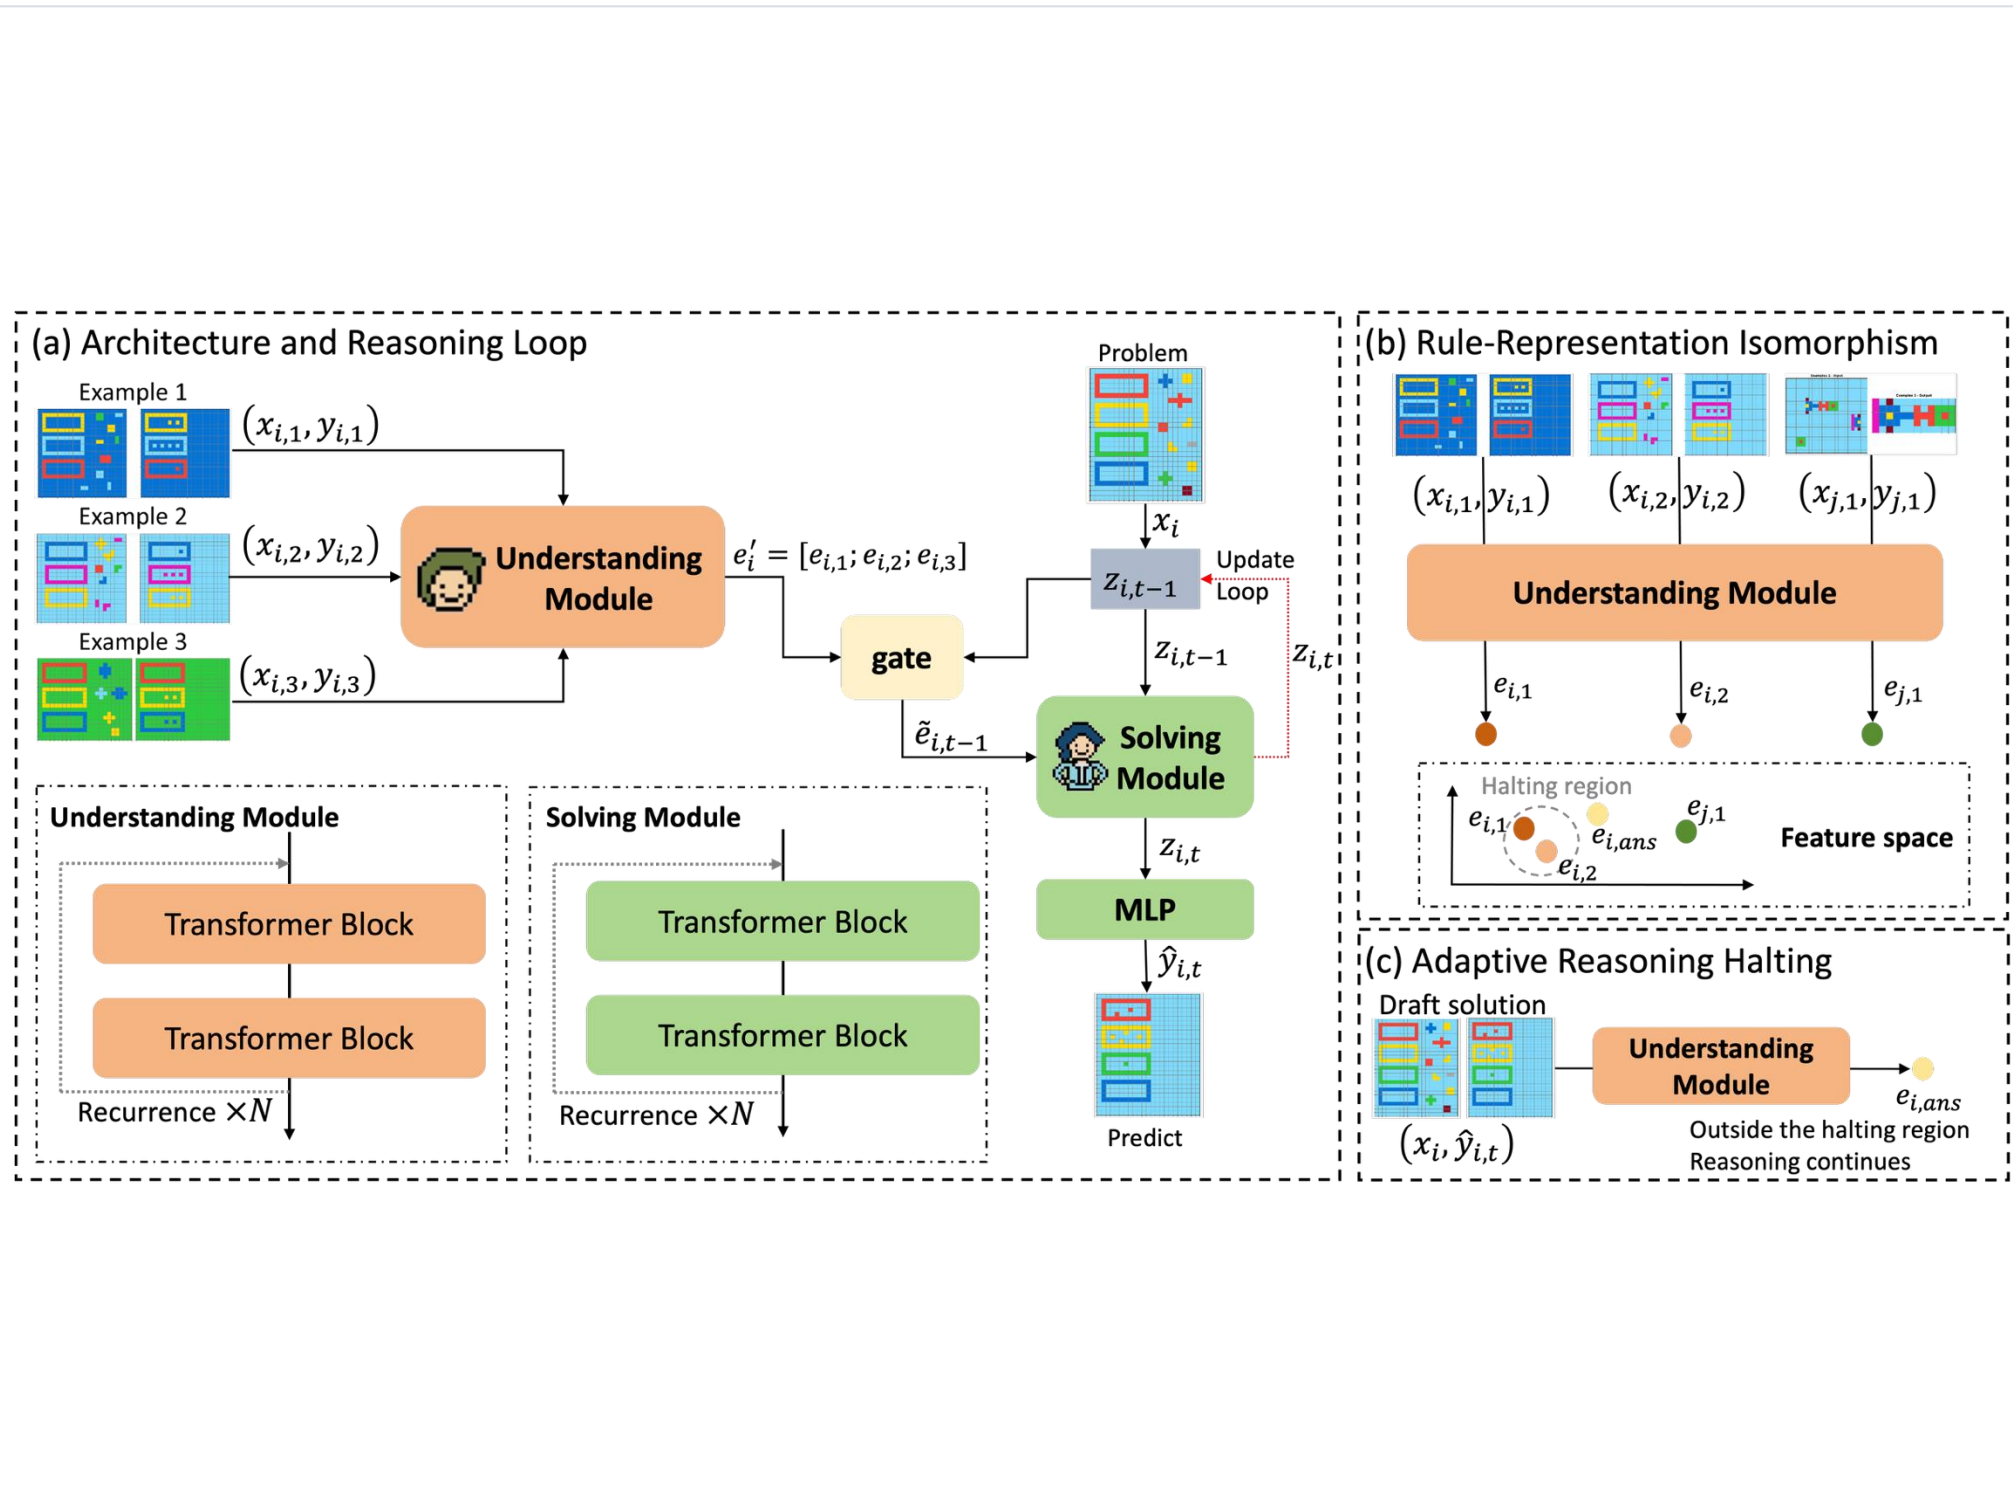 (a) Architecture and Reasoning Loop
Example 1
(x_{i,1}, y_{i,1})
Example 2
(x_{i,2}, y_{i,2})
Example 3
(x_{i,3}, y_{i,3})
Understanding
Module
e'_i = [e_{i,1}; e_{i,2}; e_{i,3}]
gate
ẽ_{i,t−1}
Problem
x_i
z_{i,t−1}
Update
Loop
z_{i,t−1}
z_{i,t}
Solving
Module
z_{i,t}
MLP
ŷ_{i,t}
Predict
Understanding Module
Transformer Block
Transformer Block
Recurrence ×N
Solving Module
Transformer Block
Transformer Block
Recurrence ×N
(b) Rule-Representation Isomorphism
(x_{i,1}, y_{i,1})
(x_{i,2}, y_{i,2})
(x_{j,1}, y_{j,1})
Understanding Module
e_{i,1}
e_{i,2}
e_{j,1}
Halting region
e_{i,1}
e_{i,2}
e_{i,ans}
e_{j,1}
Feature space
(c) Adaptive Reasoning Halting
Draft solution
(x_i, ŷ_{i,t})
Understanding
Module
e_{i,ans}
Outside the halting region
Reasoning continues